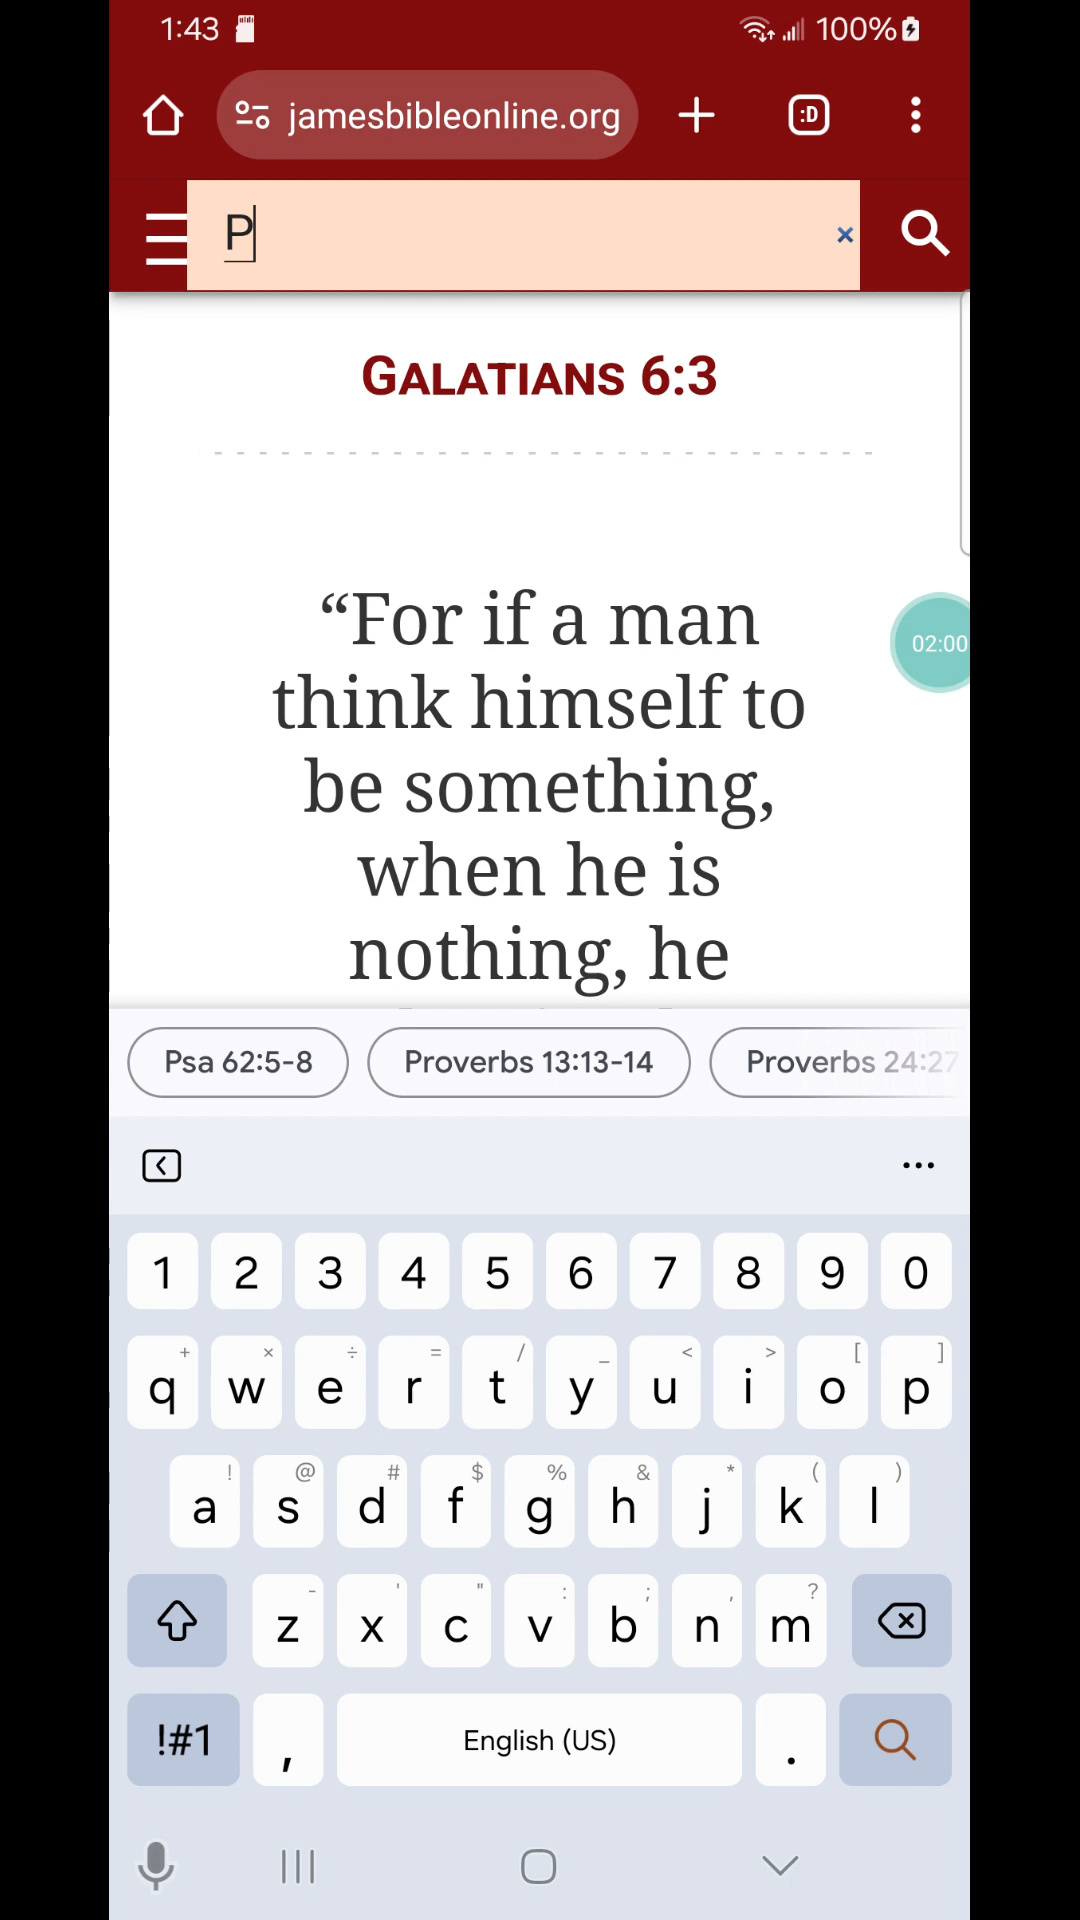 1:43 100%
jamesbibleonline.org :D
P ×
GALATIANS 6:3
“For if a man
think himself to
be something,
when he is
nothing, he
02:00
Psa 62:5-8 Proverbs 13:13-14 Proverbs 24:27
1 2 3 4 5 6 7 8 9 0
+ × ÷ = / _ < > [ ]
q w e r t y u i o p
! @ # $ % & * ( )
a s d f g h j k l
- ' " : ; , ?
z x c v b n m
!#1 , English (US) .